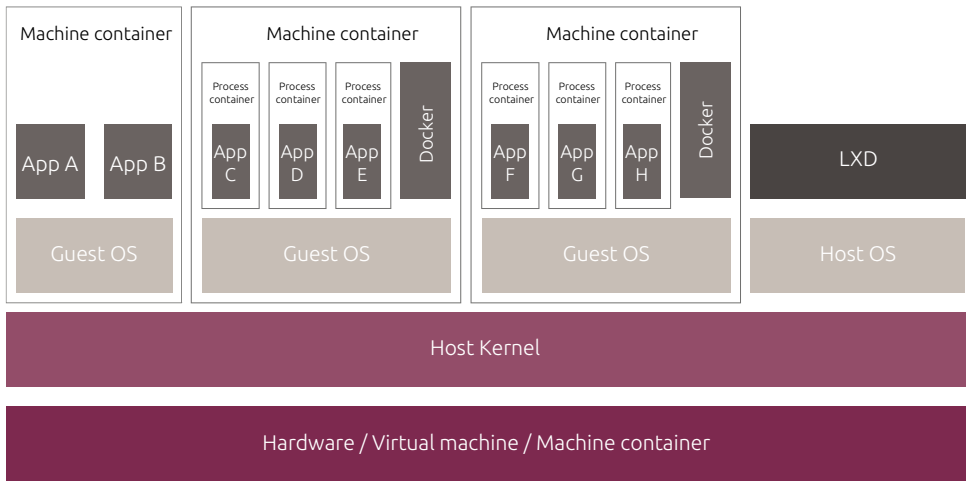 Machine container
Machine container
Machine container
Process
container
Process
container
Process
container
Docker
Process
container
Process
container
Process
container
Docker
App A
App B
App
C
App
D
App
E
App
F
App
G
App
H
LXD
Guest OS
Guest OS
Guest OS
Host OS
Host Kernel
Hardware / Virtual machine / Machine container